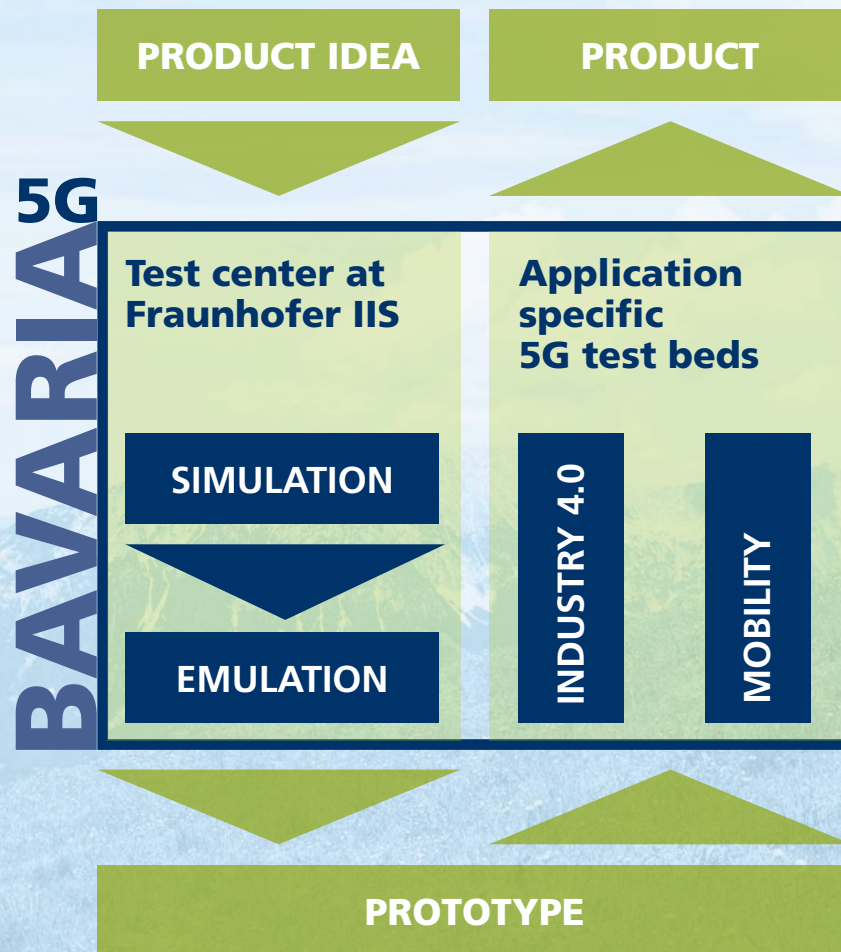 PRODUCT IDEA
PRODUCT
5G
BAVARIA
Test center at
Fraunhofer IIS
SIMULATION
EMULATION
Application
specific
5G test beds
INDUSTRY 4.0
MOBILITY
PROTOTYPE